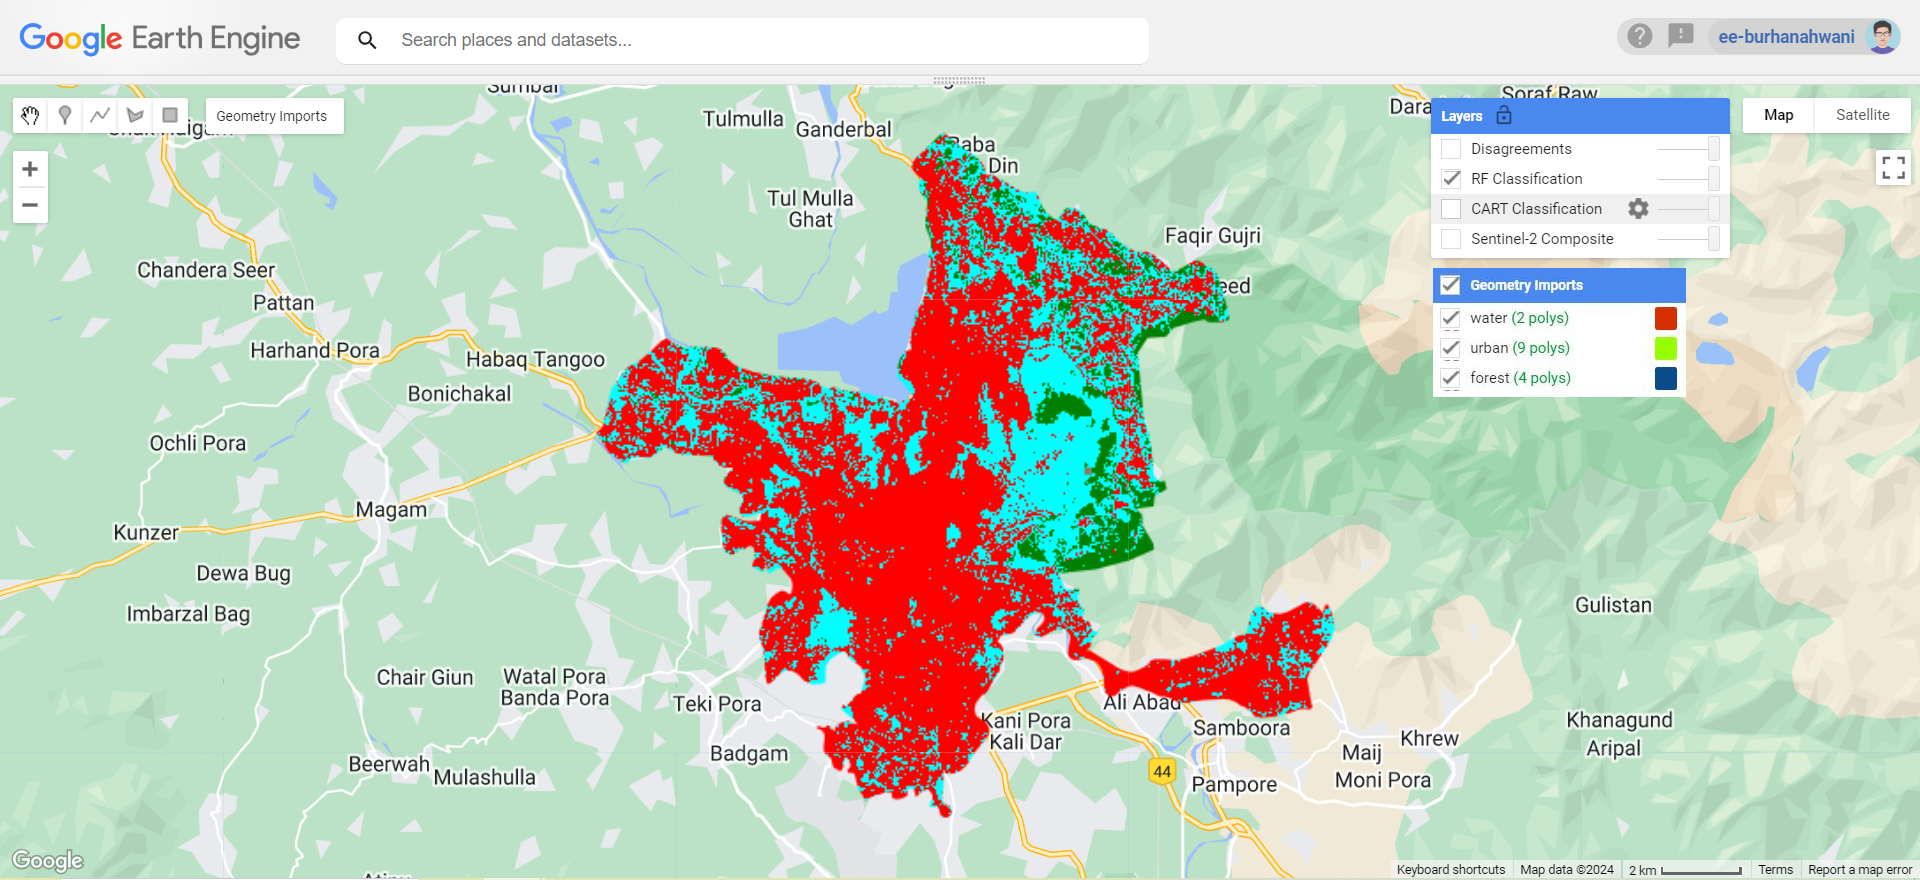 Google Earth Engine
Search places and datasets...
ee-burhanahwani
Geometry Imports
Layers
Disagreements
RF Classification
CART Classification
Sentinel-2 Composite
Map
Satellite
Geometry Imports
water (2 polys)
urban (9 polys)
forest (4 polys)
Sumbal
Tulmulla
Ganderbal
Baba
Din
Soraf Raw
Dara
Tul Mulla
Ghat
Faqir Gujri
eed
Chandera Seer
Pattan
Harhand Pora
Habaq Tangoo
Bonichakal
Ochli Pora
Magam
Kunzer
Dewa Bug
Imbarzal Bag
Gulistan
Chair Giun
Watal Pora
Banda Pora
Teki Pora
Ali Abad
Kani Pora
Kali Dar
Samboora
Khanagund
Aripal
Badgam
Khrew
Maij
Beerwah
Mulashulla
44
Pampore
Moni Pora
Google
Keyboard shortcuts
Map data ©2024
2 km
Terms
Report a map error